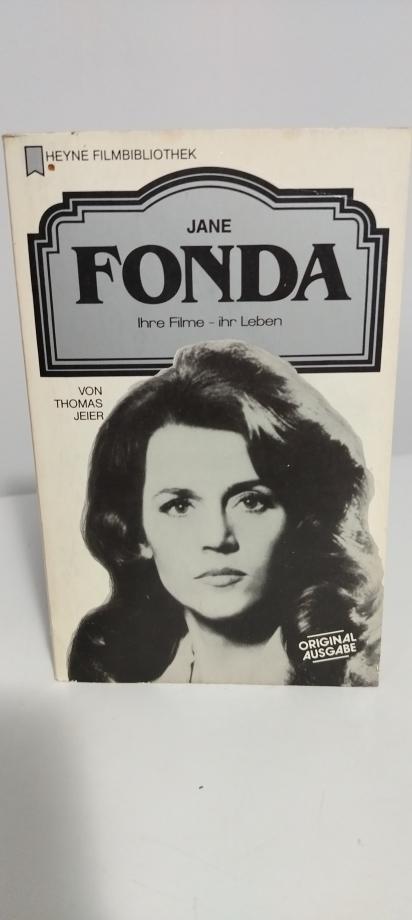 HEYNE FILMBIBLIOTHEK
JANE
FONDA
Ihre Filme – ihr Leben
VON
THOMAS
JEIER
ORIGINAL
AUSGABE